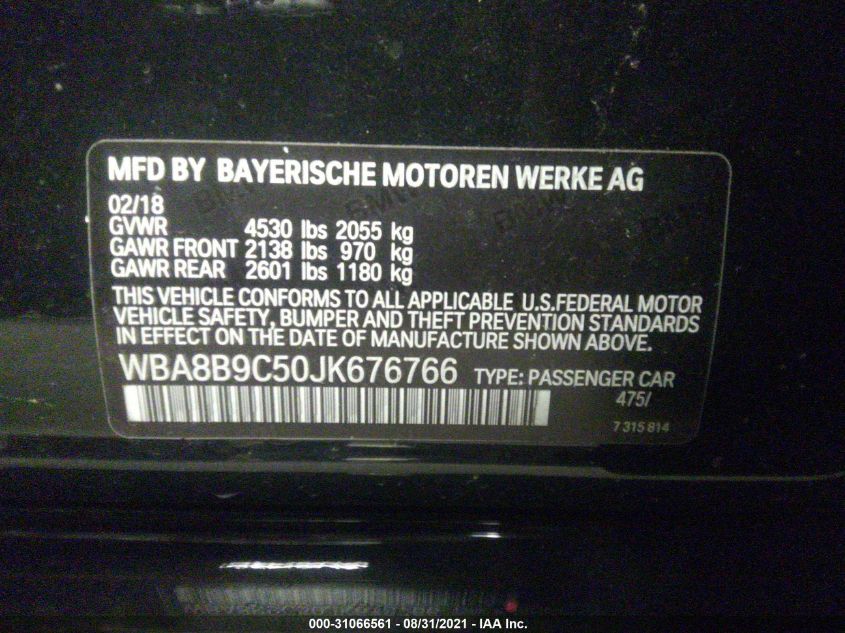 MFD BY BAYERISCHE MOTOREN WERKE AG
02/18
GVWR 4530 lbs 2055 kg
GAWR FRONT 2138 lbs 970 kg
GAWR REAR 2601 lbs 1180 kg
THIS VEHICLE CONFORMS TO ALL APPLICABLE U.S.FEDERAL MOTOR
VEHICLE SAFETY, BUMPER AND THEFT PREVENTION STANDARDS
IN EFFECT ON THE DATE OF MANUFACTURE SHOWN ABOVE.
WBA8B9C50JK676766 TYPE: PASSENGER CAR
475/
7 315 814
000-31066561 - 08/31/2021 - IAA Inc.